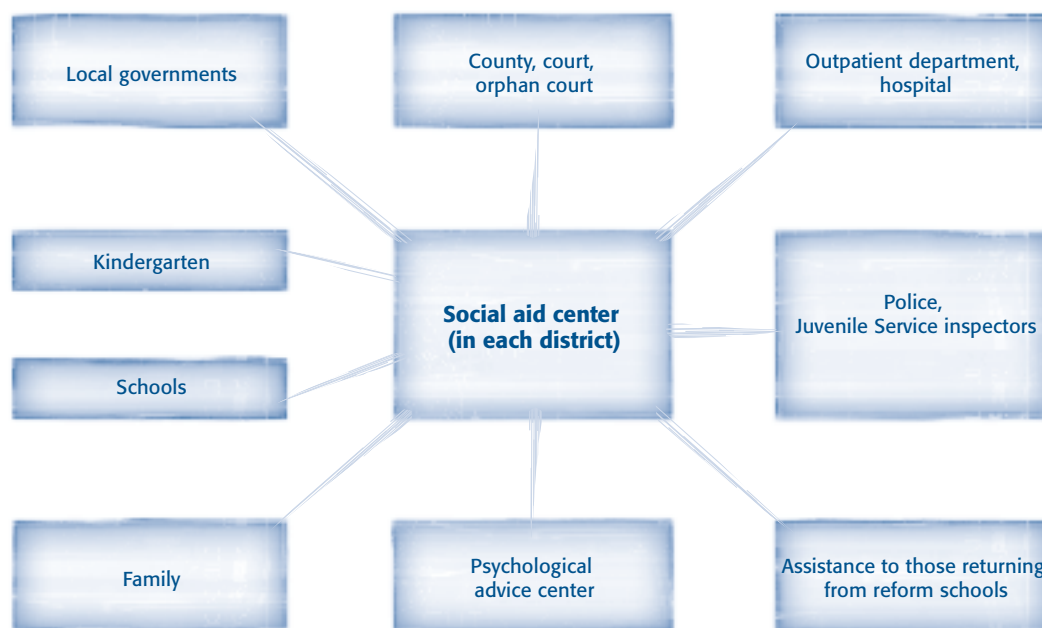 Local governments
County, court,
orphan court
Outpatient department,
hospital
Kindergarten
Social aid center
(in each district)
Police,
Juvenile Service inspectors
Schools
Family
Psychological
advice center
Assistance to those returning
from reform schools